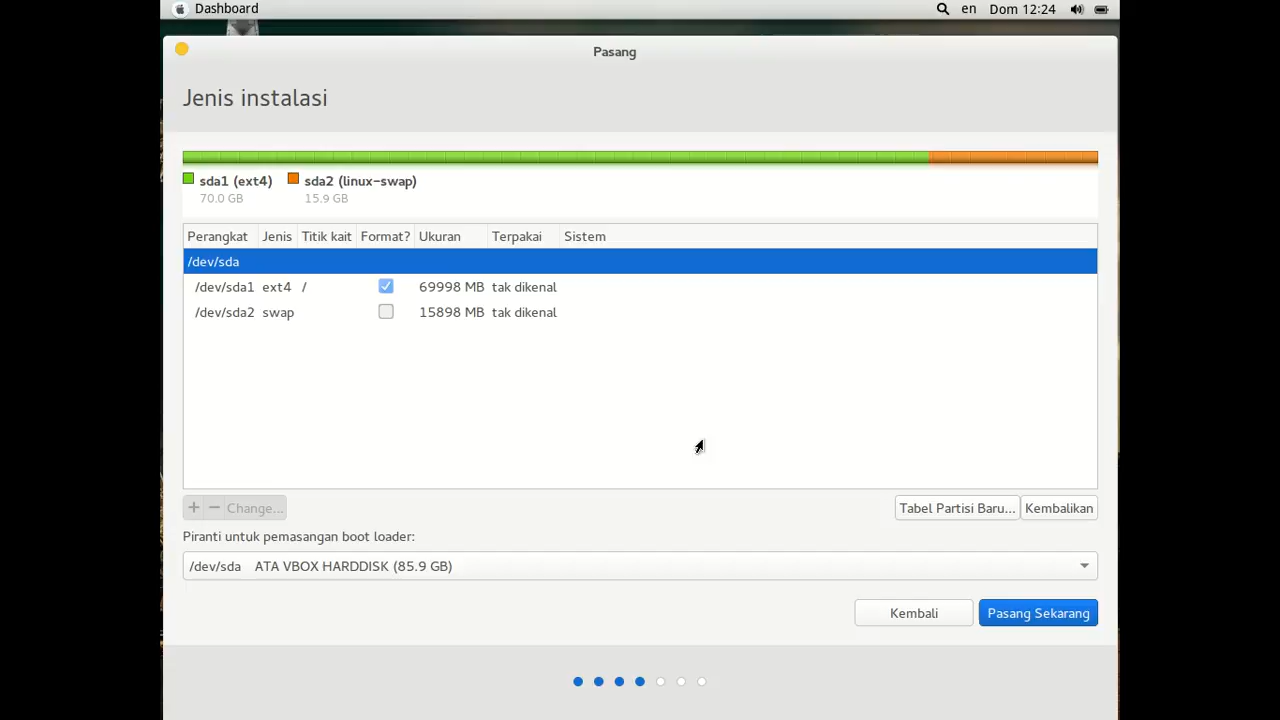 Dashboard en Dom 12:24
Pasang
Jenis instalasi
sda1 (ext4) sda2 (linux-swap)
70.0 GB 15.9 GB
Perangkat Jenis Titik kait Format? Ukuran Terpakai Sistem
/dev/sda
/dev/sda1 ext4 / 69998 MB tak dikenal
/dev/sda2 swap 15898 MB tak dikenal
+ − Change... Tabel Partisi Baru... Kembalikan
Piranti untuk pemasangan boot loader:
/dev/sda ATA VBOX HARDDISK (85.9 GB)
Kembali Pasang Sekarang